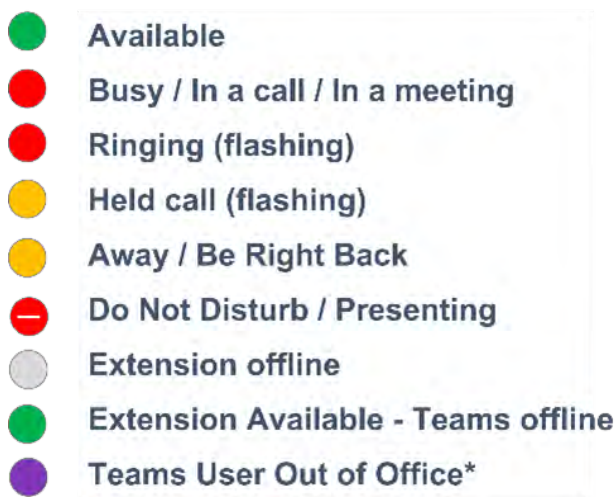 Available
Busy / In a call / In a meeting
Ringing (flashing)
Held call (flashing)
Away / Be Right Back
Do Not Disturb / Presenting
Extension offline
Extension Available - Teams offline
Teams User Out of Office*